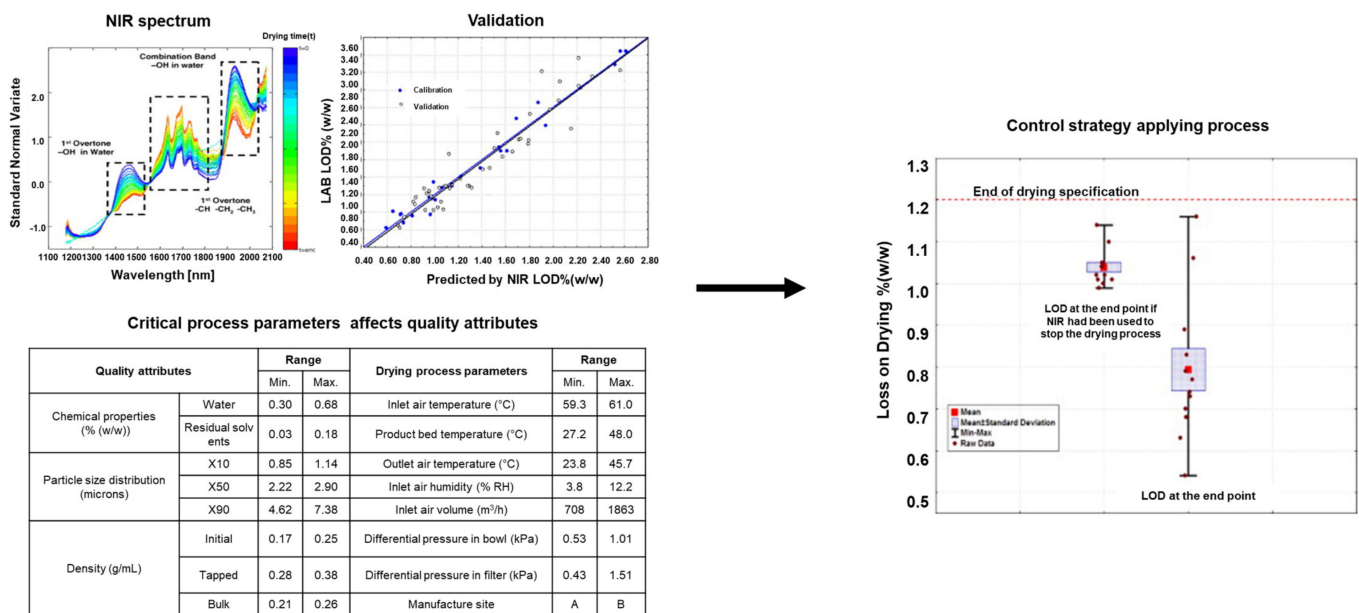 NIR spectrum
Drying time(t)
t=0
Combination Band
–OH in water
1st Overtone
–OH in Water
1st Overtone
-CH -CH2 -CH3
Standard Normal Variate
2.0
1.0
0.0
-1.0
1100 1200 1300 1400 1500 1600 1700 1800 1900 2000 2100
Wavelength [nm]
Validation
LAB LOD% (w/w)
3.60
3.40
3.20
3.00
2.80
2.60
2.40
2.20
2.00
1.80
1.60
1.40
1.20
1.00
0.80
0.60
0.40
Calibration
Validation
0.40 0.60 0.80 1.00 1.20 1.40 1.60 1.80 2.00 2.20 2.40 2.60 2.80
Predicted by NIR LOD%(w/w)
Critical process parameters affects quality attributes
Quality attributes Range Drying process parameters Range
Min. Max. Min. Max.
Chemical properties
(% (w/w))
Water 0.30 0.68 Inlet air temperature (°C) 59.3 61.0
Residual solv
ents
0.03 0.18 Product bed temperature (°C) 27.2 48.0
Particle size distribution
(microns)
X10 0.85 1.14 Outlet air temperature (°C) 23.8 45.7
X50 2.22 2.90 Inlet air humidity (% RH) 3.8 12.2
X90 4.62 7.38 Inlet air volume (m³/h) 708 1863
Density (g/mL)
Initial 0.17 0.25 Differential pressure in bowl (kPa) 0.53 1.01
Tapped 0.28 0.38 Differential pressure in filter (kPa) 0.43 1.51
Bulk 0.21 0.26 Manufacture site A B
Control strategy applying process
Loss on Drying %(w/w)
1.3
1.2
1.1
1.0
0.9
0.8
0.7
0.6
0.5
End of drying specification
LOD at the end point if
NIR had been used to
stop the drying process
Mean
Mean±Standard Deviation
Min-Max
Raw Data
LOD at the end point